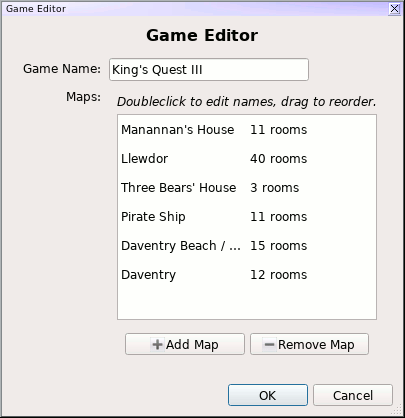 Game Editor
Game Editor
Game Name: King's Quest III
Maps: Doubleclick to edit names, drag to reorder.
Manannan's House 11 rooms
Llewdor 40 rooms
Three Bears' House 3 rooms
Pirate Ship 11 rooms
Daventry Beach / ... 15 rooms
Daventry 12 rooms
Add Map Remove Map
OK Cancel